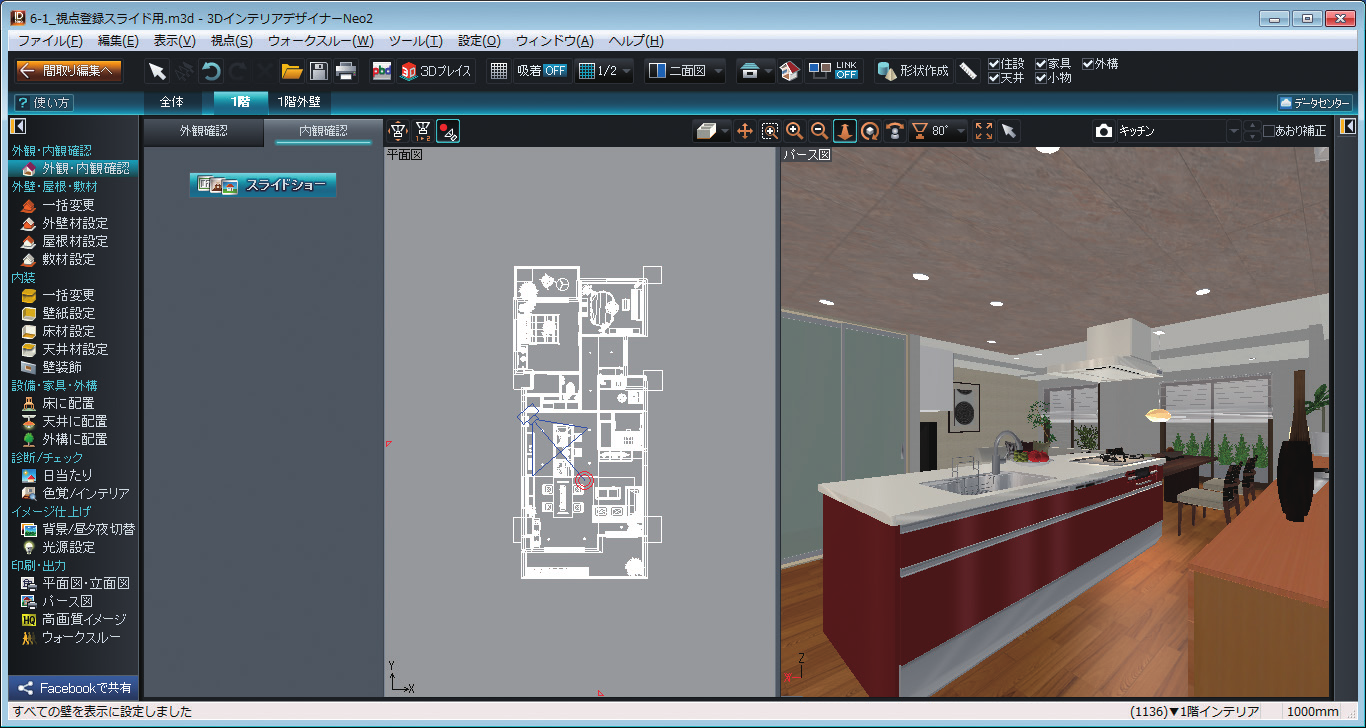 6-1_視点登録スライド用.m3d - 3DインテリアデザイナーNeo2
ファイル(F) 編集(E) 表示(V) 視点(S) ウォークスルー(W) ツール(T) 設定(O) ウィンドウ(A) ヘルプ(H)
間取り編集へ abc 3Dプレイス 吸着 OFF 1/2 二面図 LINK OFF 形状作成 住設 家具 外構
天井 小物
? 使い方 全体 1階 1階外壁 データセンター
外観確認 内観確認 80° キッチン あおり補正
平面図 パース図
スライドショー
外観・内観確認
外観・内観確認
外壁・屋根・敷材
一括変更
外壁材設定
屋根材設定
敷材設定
内装
一括変更
壁紙設定
床材設定
天井材設定
壁装飾
設備・家具・外構
床に配置
天井に配置
外構に配置
診断/チェック
日当たり
色覚/インテリア
イメージ仕上げ
背景/昼夕夜切替
光源設定
印刷・出力
平面図・立面図
パース図
HQ 高画質イメージ
ウォークスルー
Facebookで共有
Y
X
Z
X
すべての壁を表示に設定しました (1136)▼1階インテリア 1000mm